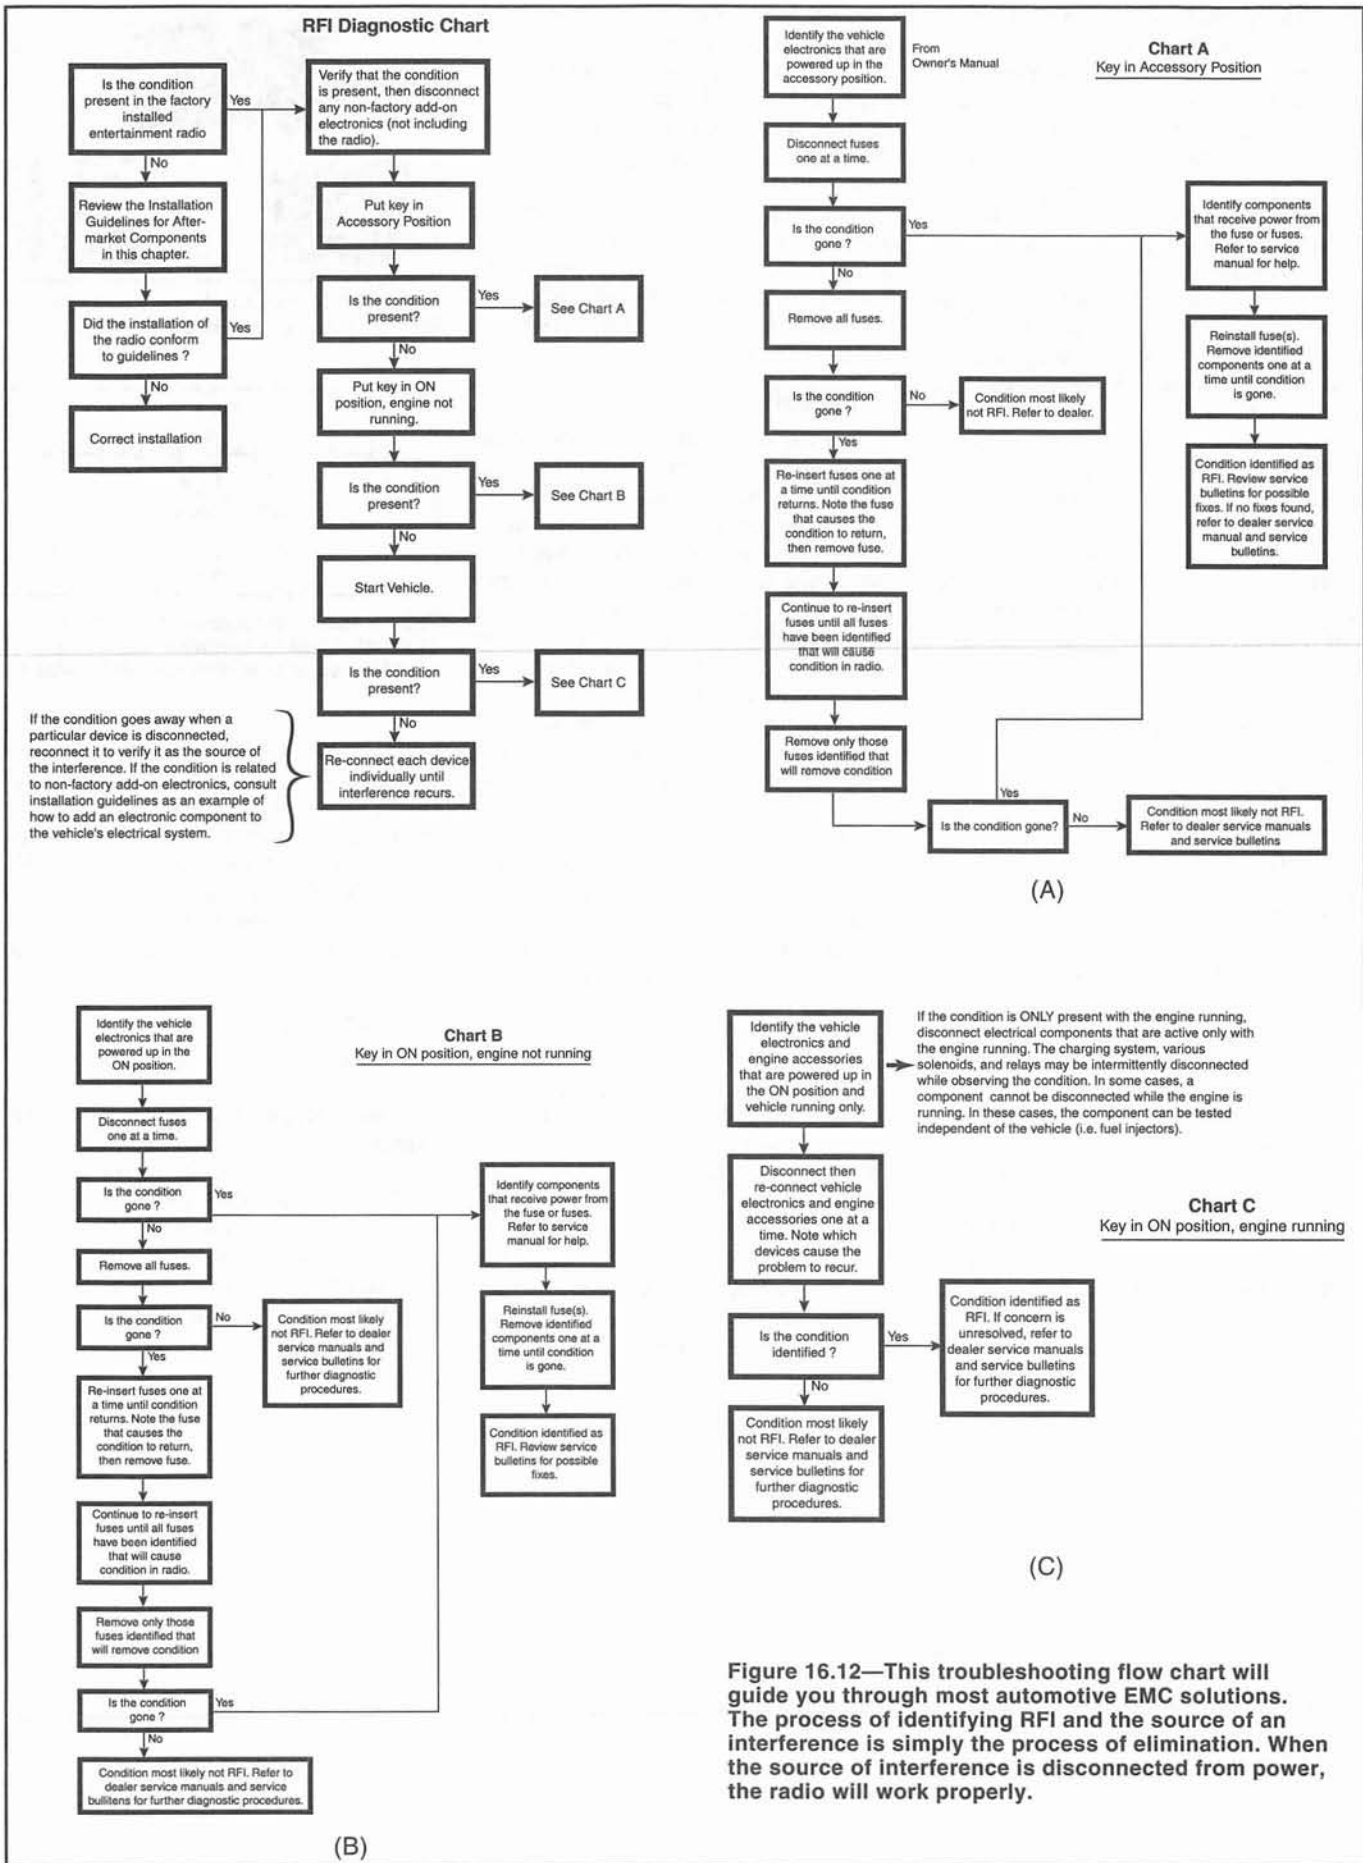 RFI Diagnostic Chart
Is the condition
present in the factory
installed
entertainment radio
Yes
No
Review the Installation
Guidelines for After-
market Components
in this chapter.
Did the installation of
the radio conform
to guidelines ?
Yes
No
Correct installation
Verify that the condition
is present, then disconnect
any non-factory add-on
electronics (not including
the radio).
Put key in
Accessory Position
Is the condition
present?
Yes
See Chart A
No
Put key in ON
position, engine not
running.
Is the condition
present?
Yes
See Chart B
No
Start Vehicle.
Is the condition
present?
Yes
See Chart C
No
Re-connect each device
individually until
interference recurs.
If the condition goes away when a
particular device is disconnected,
reconnect it to verify it as the source of
the interference. If the condition is related
to non-factory add-on electronics, consult
installation guidelines as an example of
how to add an electronic component to
the vehicle's electrical system.
Chart A
Key in Accessory Position
Identify the vehicle
electronics that are
powered up in the
accessory position.
From
Owner's Manual
Disconnect fuses
one at a time.
Is the condition
gone ?
Yes
No
Remove all fuses.
Is the condition
gone ?
No
Condition most likely
not RFI. Refer to dealer.
Yes
Re-insert fuses one at
a time until condition
returns. Note the fuse
that causes the
condition to return,
then remove fuse.
Continue to re-insert
fuses until all fuses
have been identified
that will cause
condition in radio.
Remove only those
fuses identified that
will remove condition
Is the condition gone?
Yes
No
Condition most likely not RFI.
Refer to dealer service manuals
and service bulletins
Identify components
that receive power from
the fuse or fuses.
Refer to service
manual for help.
Reinstall fuse(s).
Remove identified
components one at a
time until condition
is gone.
Condition identified as
RFI. Review service
bulletins for possible
fixes. If no fixes found,
refer to dealer service
manual and service
bulletins.
(A)
Chart B
Key in ON position, engine not running
Identify the vehicle
electronics that are
powered up in the
ON position.
Disconnect fuses
one at a time.
Is the condition
gone ?
Yes
No
Remove all fuses.
Is the condition
gone ?
No
Condition most likely
not RFI. Refer to dealer
service manuals and
service bulletins for
further diagnostic
procedures.
Yes
Re-insert fuses one at
a time until condition
returns. Note the fuse
that causes the
condition to return,
then remove fuse.
Continue to re-insert
fuses until all fuses
have been identified
that will cause
condition in radio.
Remove only those
fuses identified that
will remove condition
Is the condition
gone ?
Yes
No
Condition most likely not RFI. Refer to
dealer service manuals and service
bullitens for further diagnostic procedures.
Identify components
that receive power from
the fuse or fuses.
Refer to service
manual for help.
Reinstall fuse(s).
Remove identified
components one at a
time until condition
is gone.
Condition identified as
RFI. Review service
bulletins for possible
fixes.
(B)
Identify the vehicle
electronics and
engine accessories
that are powered up in
the ON position and
vehicle running only.
If the condition is ONLY present with the engine running,
disconnect electrical components that are active only with
the engine running. The charging system, various
solenoids, and relays may be intermittently disconnected
while observing the condition. In some cases, a
component cannot be disconnected while the engine is
running. In these cases, the component can be tested
independent of the vehicle (i.e. fuel injectors).
Chart C
Key in ON position, engine running
Disconnect then
re-connect vehicle
electronics and engine
accessories one at a
time. Note which
devices cause the
problem to recur.
Is the condition
identified ?
Yes
Condition identified as
RFI. If concern is
unresolved, refer to
dealer service manuals
and service bulletins
for further diagnostic
procedures.
No
Condition most likely
not RFI. Refer to dealer
service manuals and
service bulletins for
further diagnostic
procedures.
(C)
Figure 16.12—This troubleshooting flow chart will
guide you through most automotive EMC solutions.
The process of identifying RFI and the source of an
interference is simply the process of elimination. When
the source of interference is disconnected from power,
the radio will work properly.